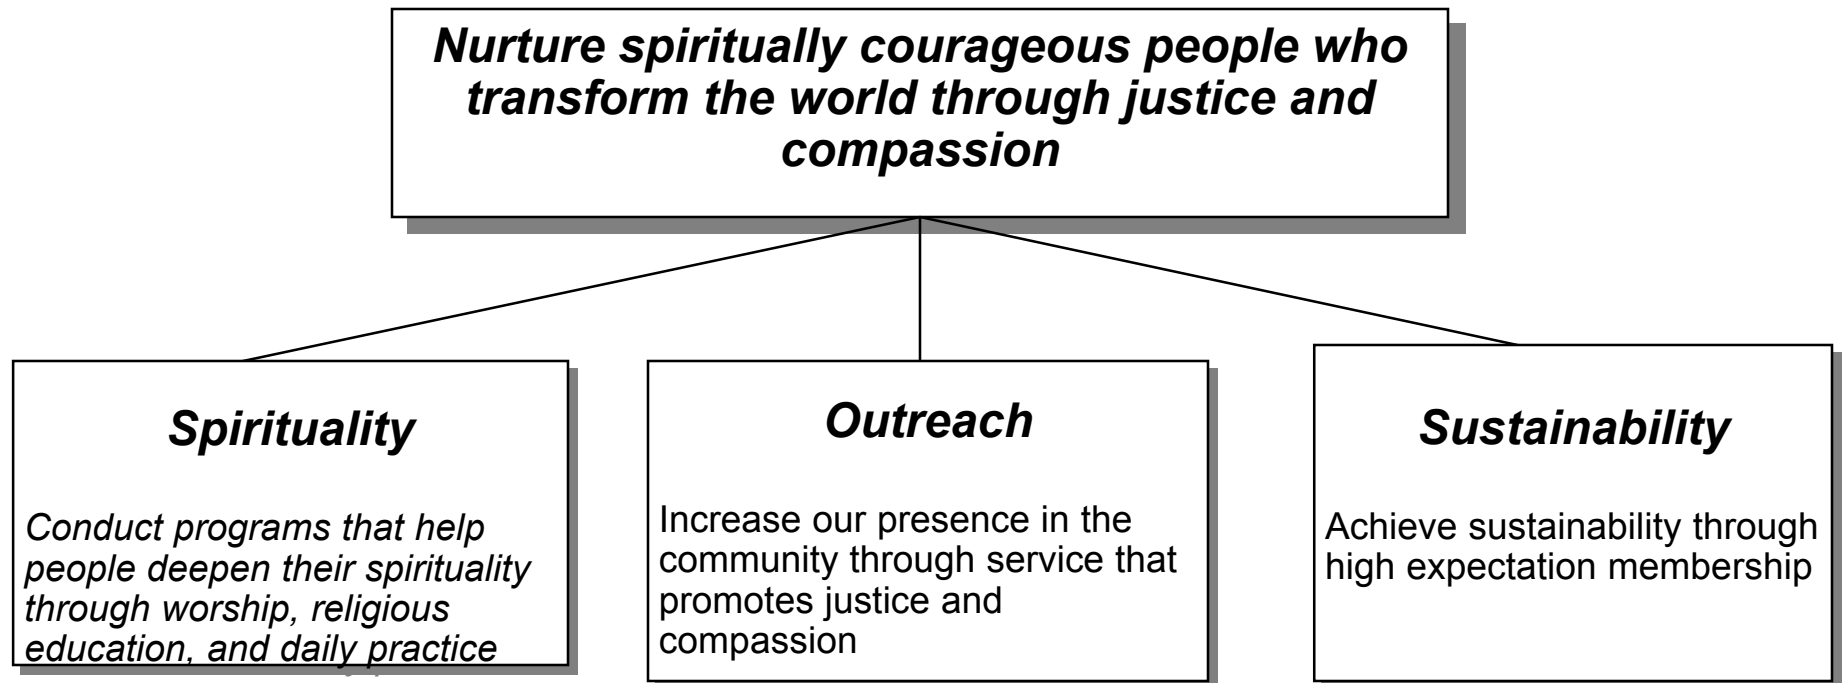 Nurture spiritually courageous people who
transform the world through justice and
compassion
Spirituality
Conduct programs that help
people deepen their spirituality
through worship, religious
education, and daily practice
Outreach
Increase our presence in the
community through service that
promotes justice and
compassion
Sustainability
Achieve sustainability through
high expectation membership